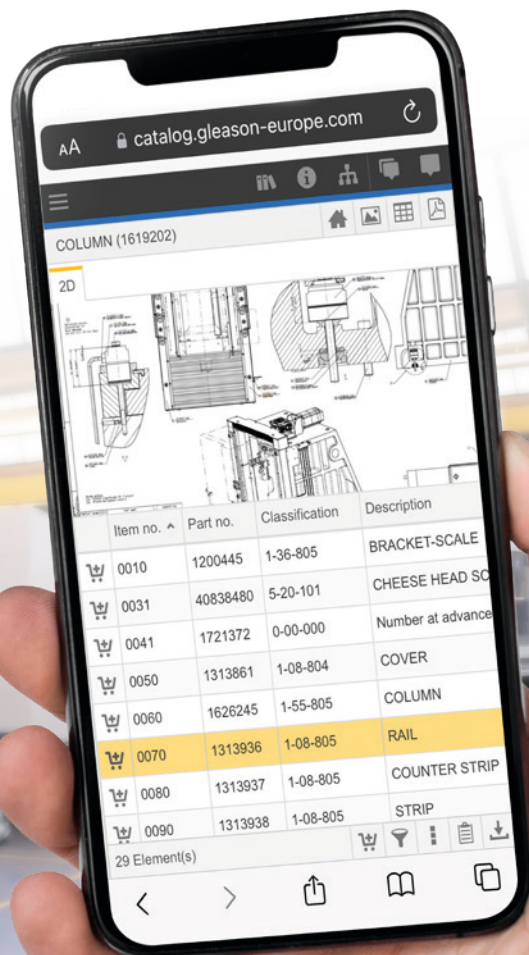 AA catalog.gleason-europe.com
COLUMN (1619202)
2D
Item no. Part no. Classification Description
0010 1200445 1-36-805 BRACKET-SCALE
0031 40838480 5-20-101 CHEESE HEAD SC
0041 1721372 0-00-000 Number at advance
0050 1313861 1-08-804 COVER
0060 1626245 1-55-805 COLUMN
0070 1313936 1-08-805 RAIL
0080 1313937 1-08-805 COUNTER STRIP
0090 1313938 1-08-805 STRIP
29 Element(s)